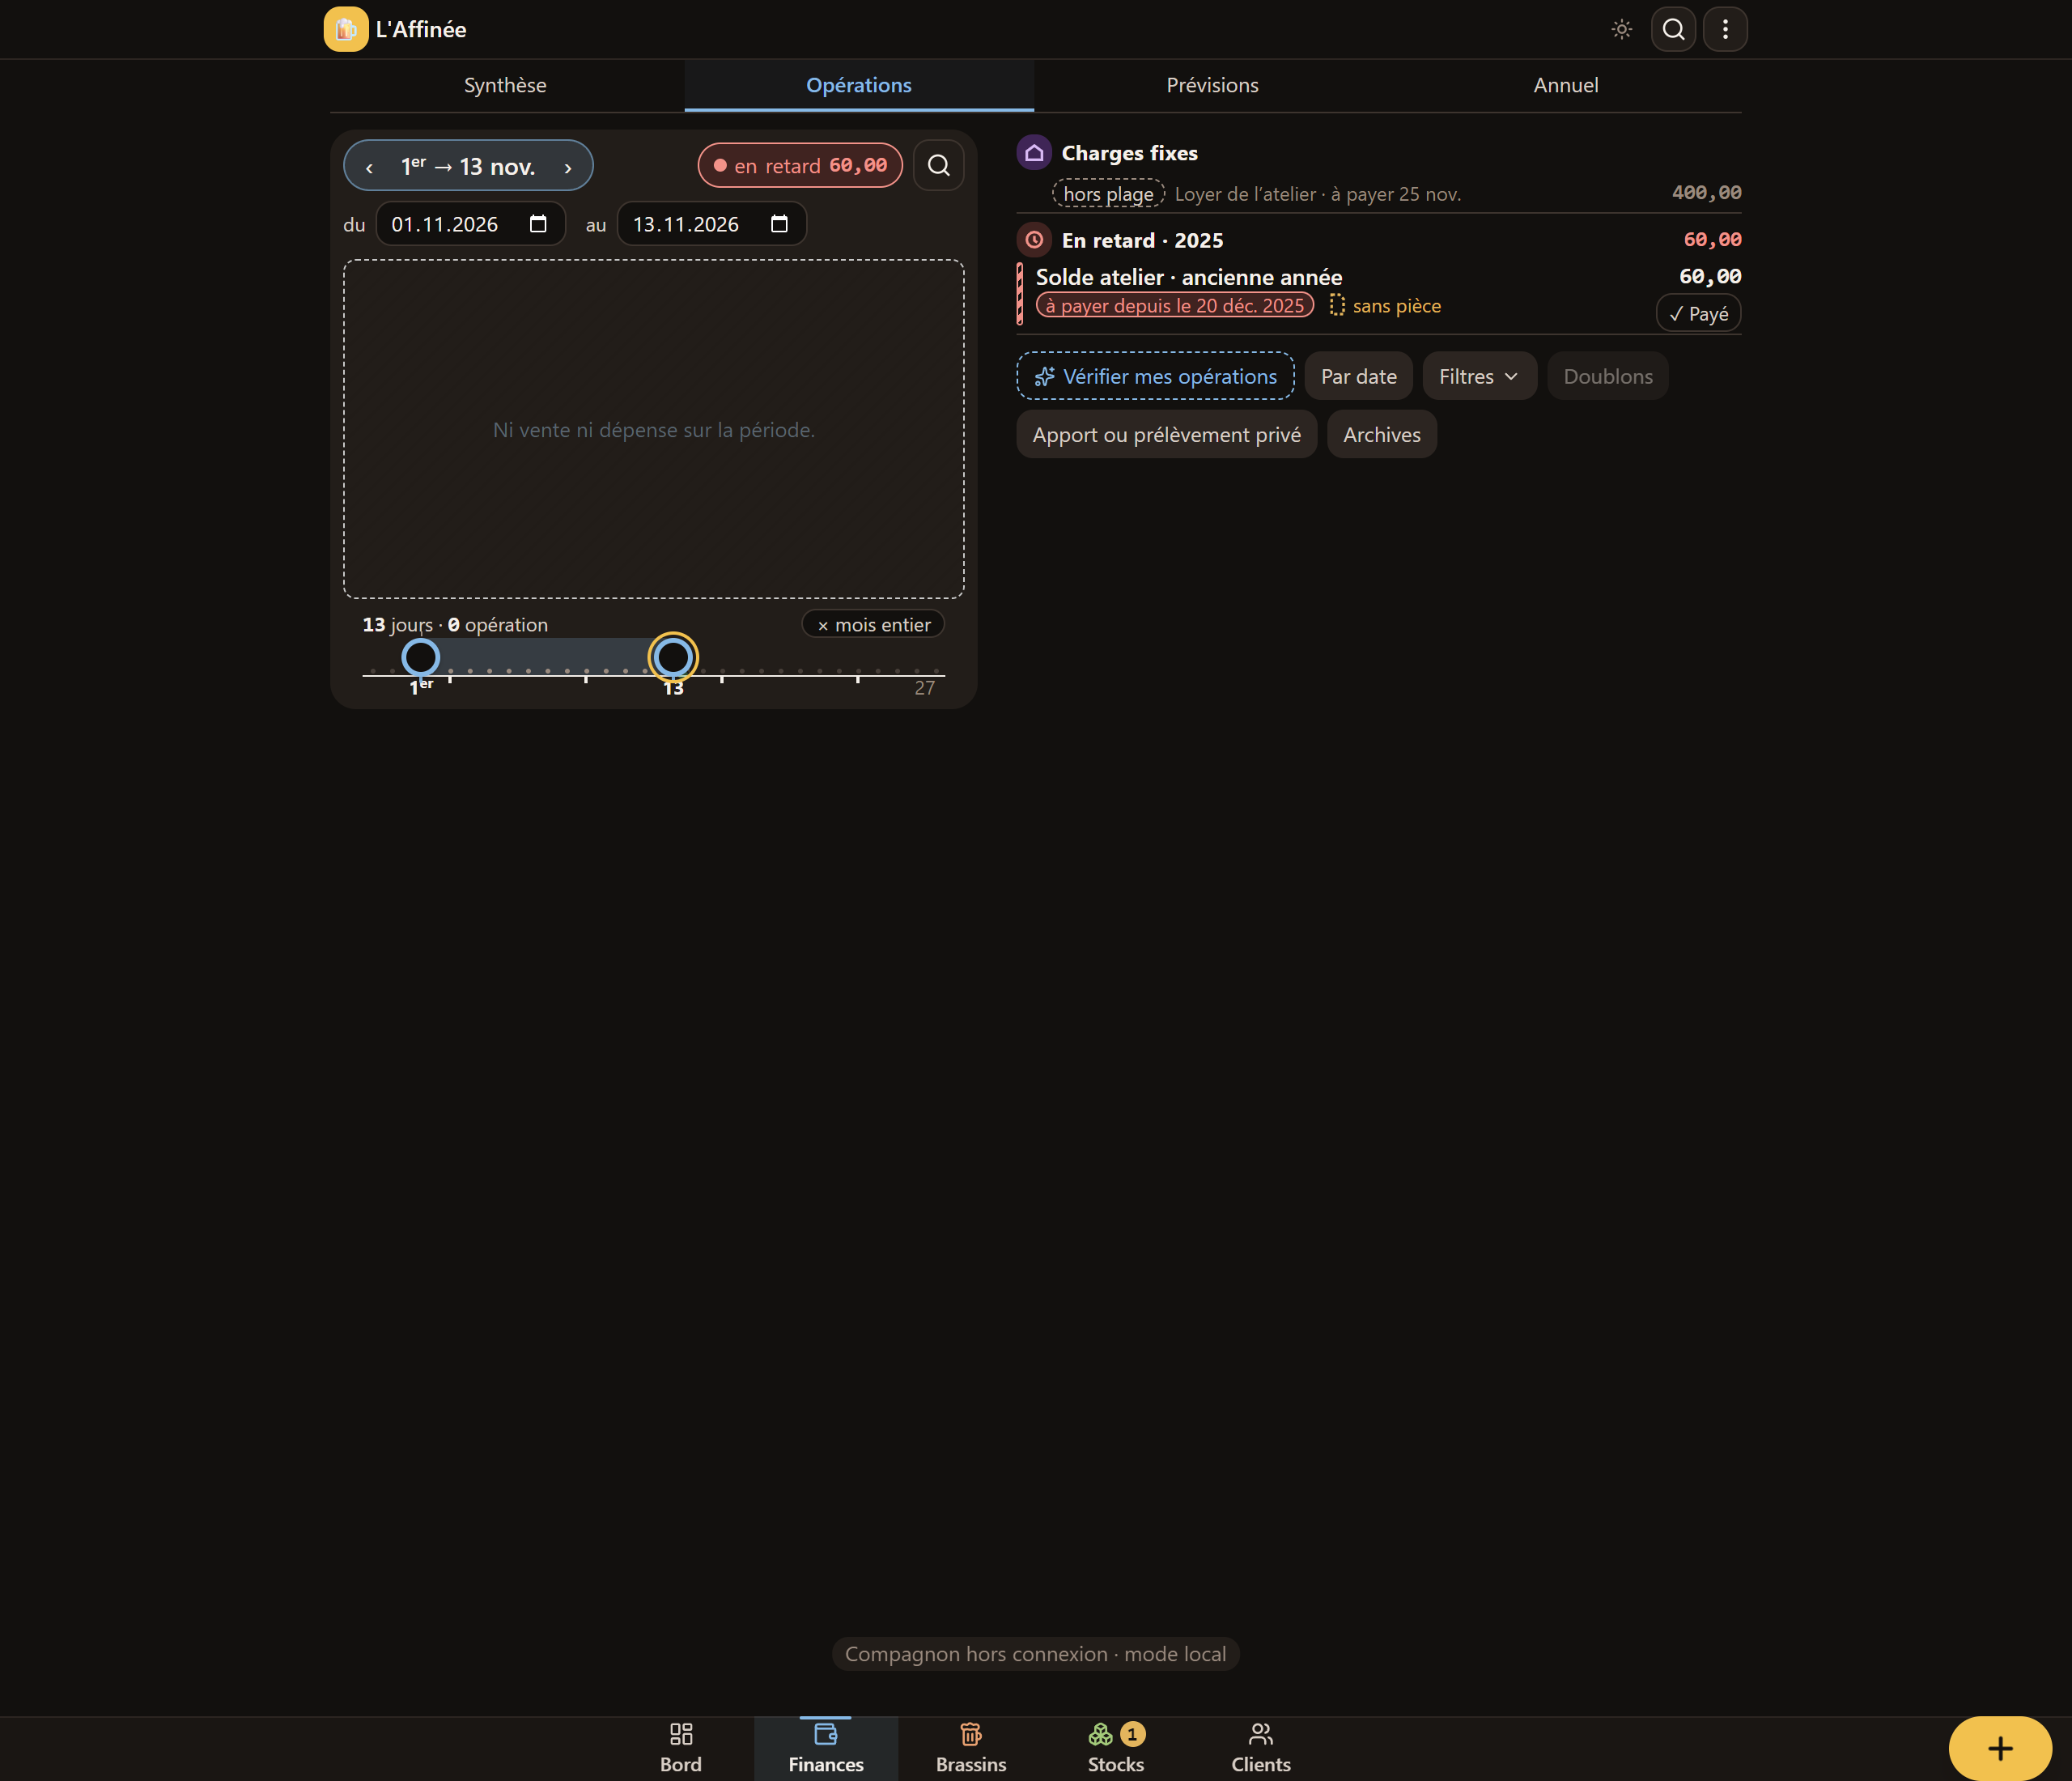 L'Affinée
Synthèse
Opérations
Prévisions
Annuel
‹ 1er → 13 nov. ›
en retard 60,00
du 01.11.2026 au 13.11.2026
Ni vente ni dépense sur la période.
13 jours · 0 opération
× mois entier
1er 13 27
Charges fixes
hors plage Loyer de l’atelier · à payer 25 nov. 400,00
En retard · 2025 60,00
Solde atelier · ancienne année 60,00
à payer depuis le 20 déc. 2025 sans pièce
✓ Payé
Vérifier mes opérations
Par date
Filtres
Doublons
Apport ou prélèvement privé
Archives
Compagnon hors connexion · mode local
Bord
Finances
Brassins
1
Stocks
Clients
+